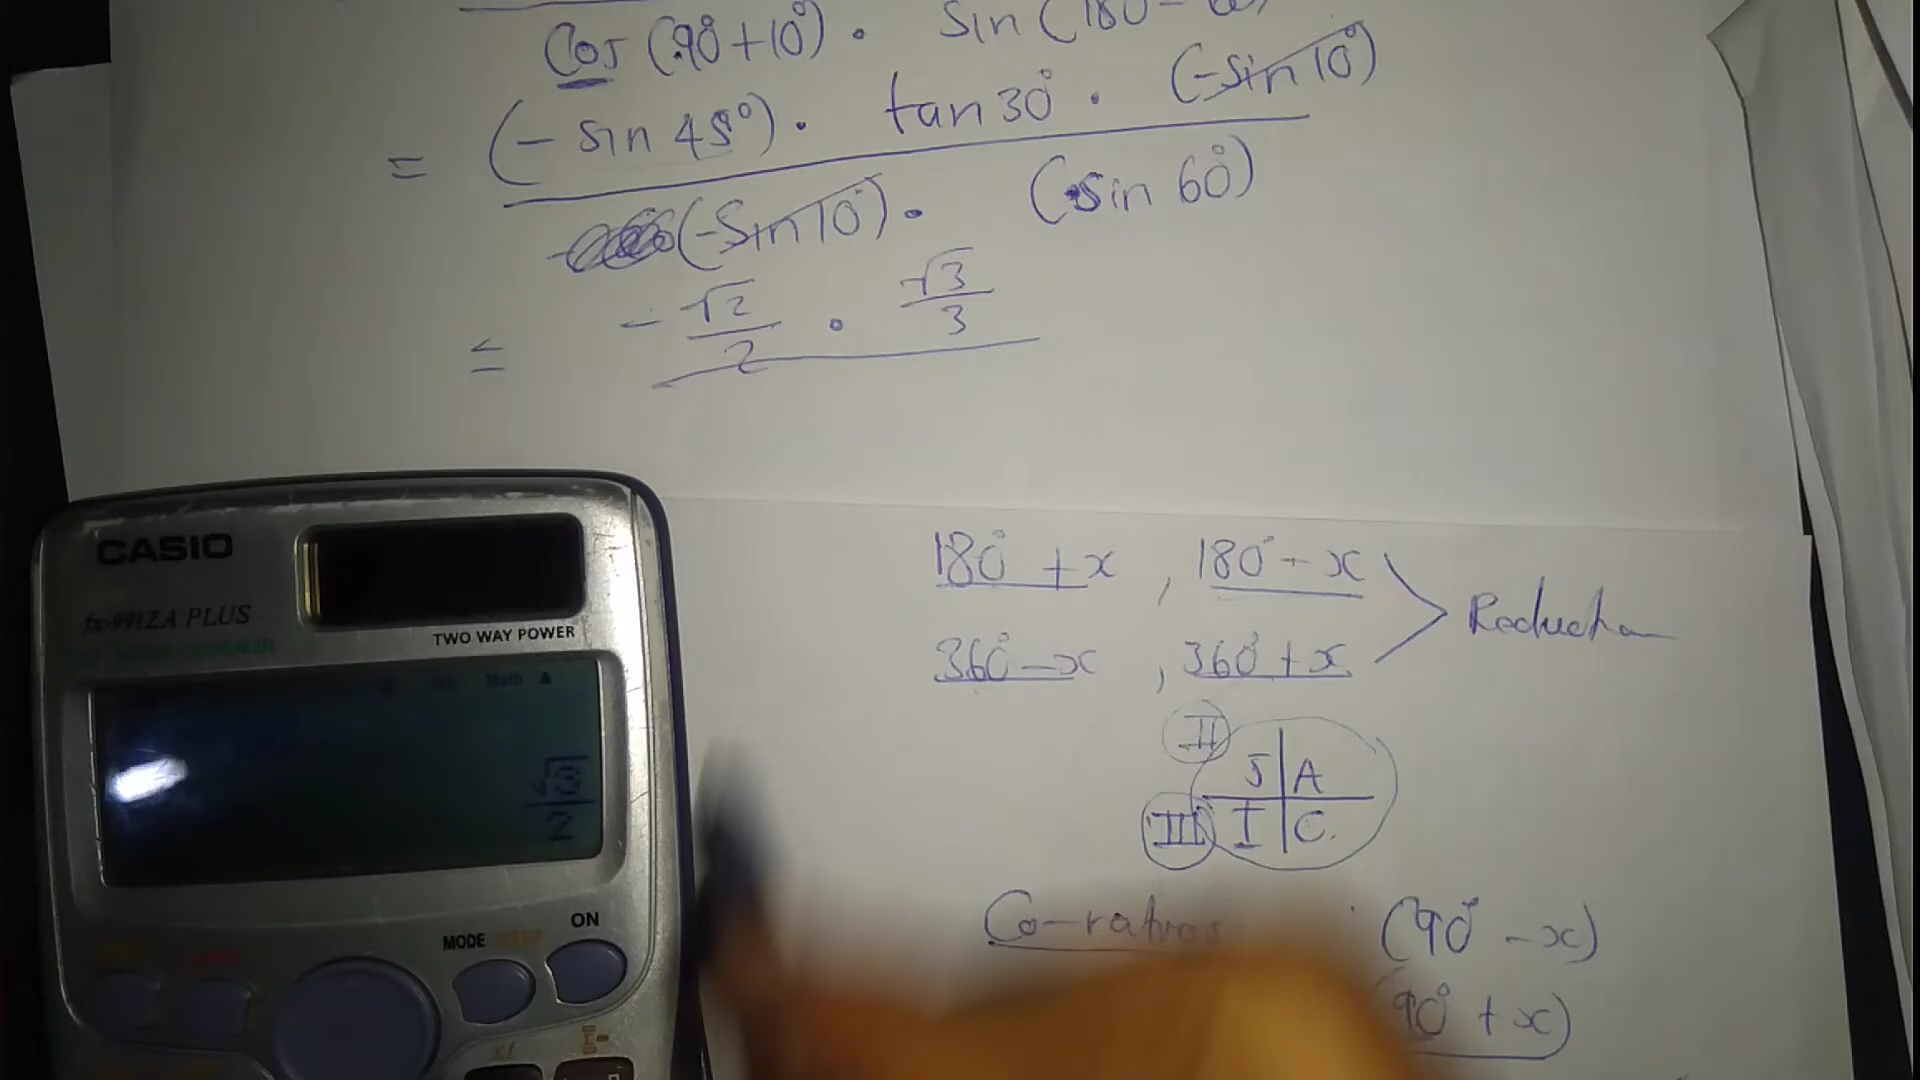 Cos (90° + 10°) . Sin (180 -
= (- sin 45°) . tan 30° . (-sin 10°)
(-Sin 10°) . (sin 60°)
= - √2/2 . √3/3
CASIO
fx-991ZA PLUS
TWO WAY POWER
Math ▲
√3/2
MODE
ON
x!
180° + x , 180° - x
Reduction
360° - x , 360° + x
II
S A
III T C
Co-ratios (90° - x)
90° + x)